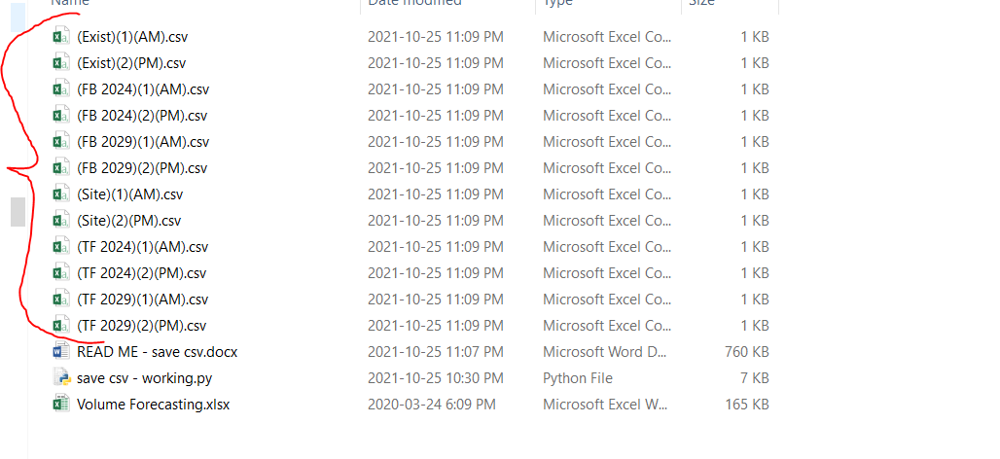 Name Date modified Type Size
(Exist)(1)(AM).csv 2021-10-25 11:09 PM Microsoft Excel Co... 1 KB
(Exist)(2)(PM).csv 2021-10-25 11:09 PM Microsoft Excel Co... 1 KB
(FB 2024)(1)(AM).csv 2021-10-25 11:09 PM Microsoft Excel Co... 1 KB
(FB 2024)(2)(PM).csv 2021-10-25 11:09 PM Microsoft Excel Co... 1 KB
(FB 2029)(1)(AM).csv 2021-10-25 11:09 PM Microsoft Excel Co... 1 KB
(FB 2029)(2)(PM).csv 2021-10-25 11:09 PM Microsoft Excel Co... 1 KB
(Site)(1)(AM).csv 2021-10-25 11:09 PM Microsoft Excel Co... 1 KB
(Site)(2)(PM).csv 2021-10-25 11:09 PM Microsoft Excel Co... 1 KB
(TF 2024)(1)(AM).csv 2021-10-25 11:09 PM Microsoft Excel Co... 1 KB
(TF 2024)(2)(PM).csv 2021-10-25 11:09 PM Microsoft Excel Co... 1 KB
(TF 2029)(1)(AM).csv 2021-10-25 11:09 PM Microsoft Excel Co... 1 KB
(TF 2029)(2)(PM).csv 2021-10-25 11:09 PM Microsoft Excel Co... 1 KB
READ ME - save csv.docx 2021-10-25 11:07 PM Microsoft Word D... 760 KB
save csv - working.py 2021-10-25 10:30 PM Python File 7 KB
Volume Forecasting.xlsx 2020-03-24 6:09 PM Microsoft Excel W... 165 KB